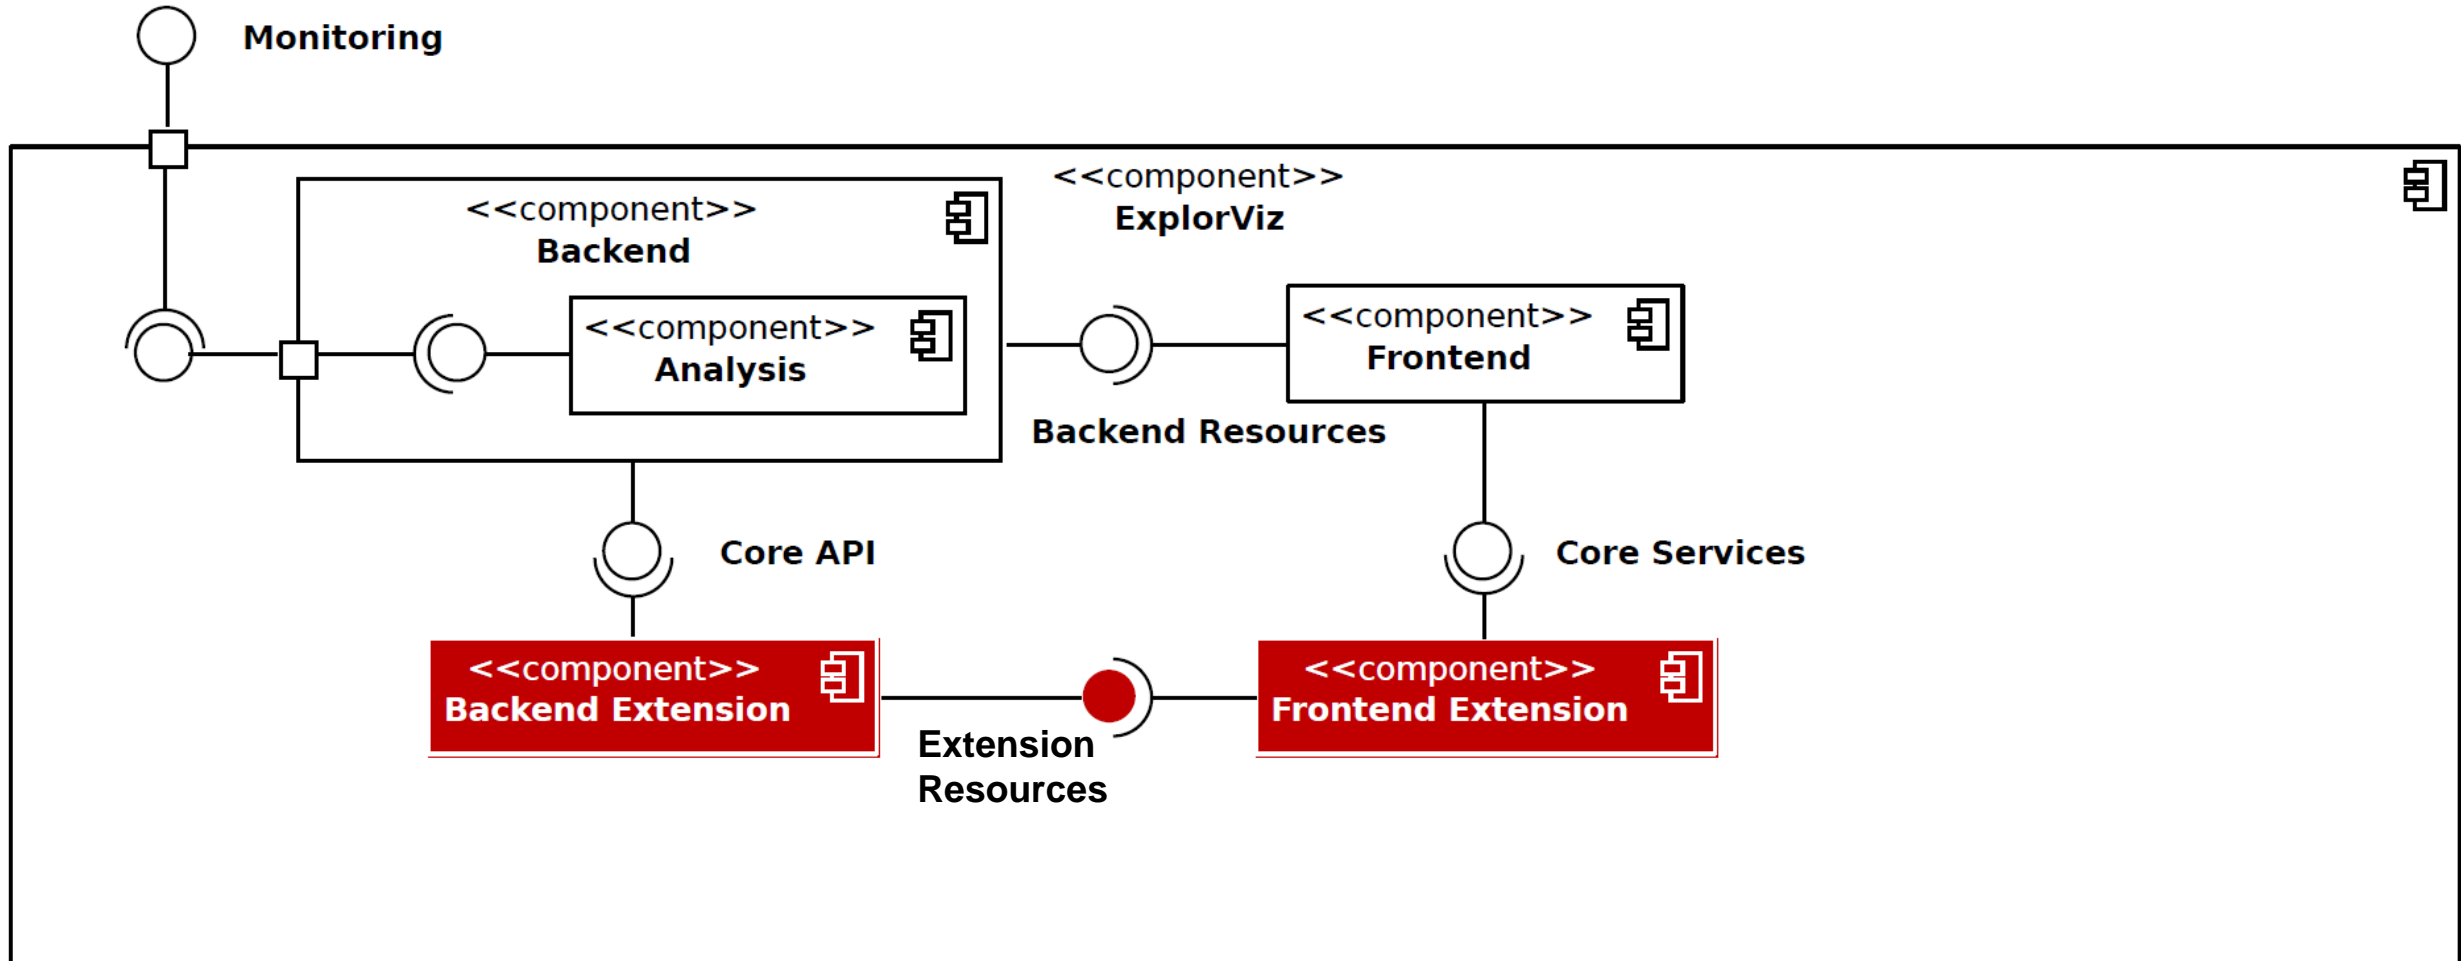 Monitoring
<<component>>
ExplorViz
<<component>>
Backend
<<component>>
Analysis
<<component>>
Frontend
Backend Resources
Core API
Core Services
<<component>>
Backend Extension
<<component>>
Frontend Extension
Extension
Resources